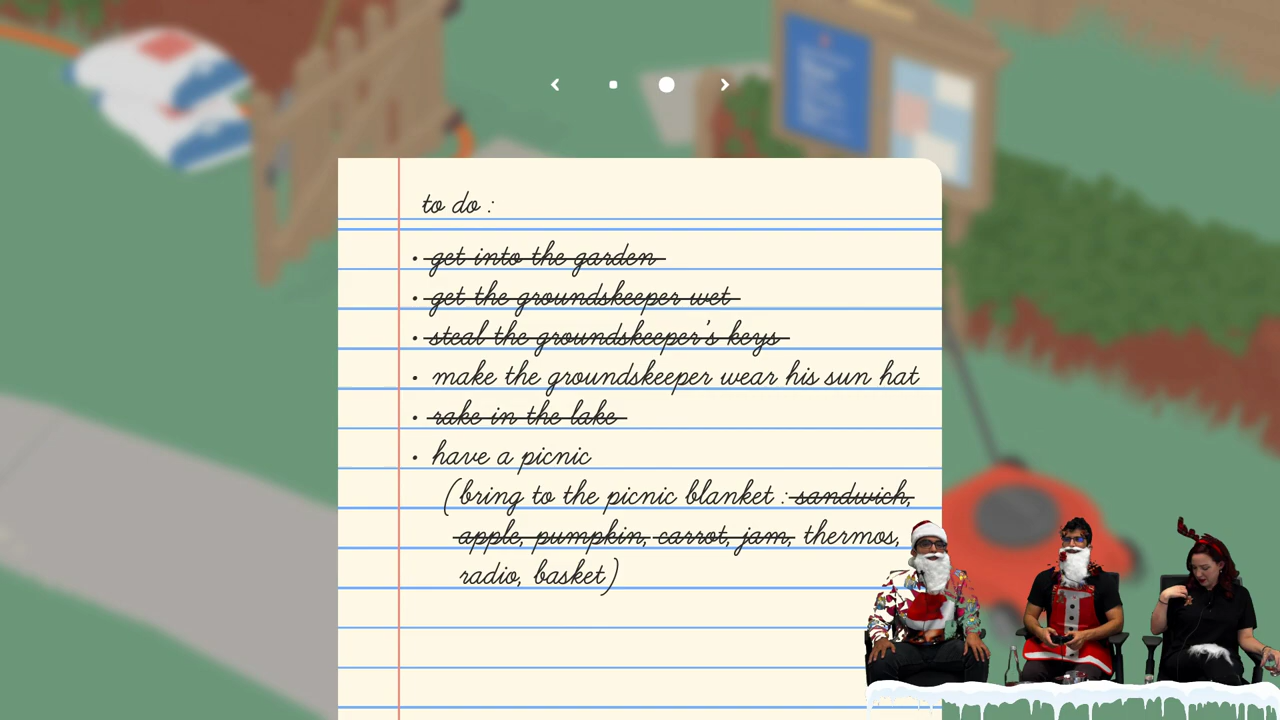 to do :
• get into the garden
• get the groundskeeper wet
• steal the groundskeeper's keys
• make the groundskeeper wear his sun hat
• rake in the lake
• have a picnic
(bring to the picnic blanket : sandwich,
apple, pumpkin, carrot, jam, thermos,
radio, basket)